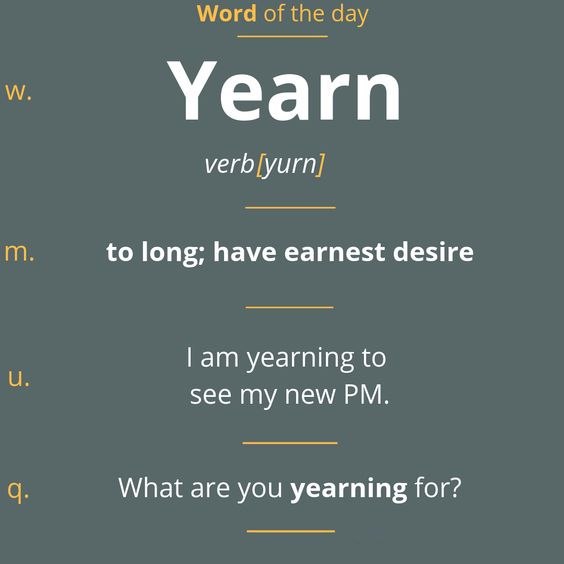 Word of the day
w.
Yearn
verb[yurn]
m.
to long; have earnest desire
u.
I am yearning to
see my new PM.
q.
What are you yearning for?